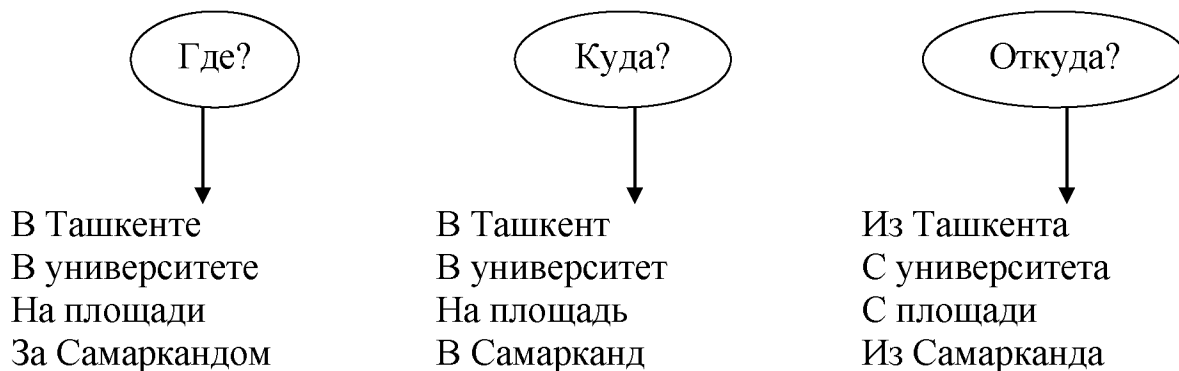 Где?
Куда?
Откуда?
В Ташкенте
В университете
На площади
За Самаркандом
В Ташкент
В университет
На площадь
В Самарканд
Из Ташкента
С университета
С площади
Из Самарканда